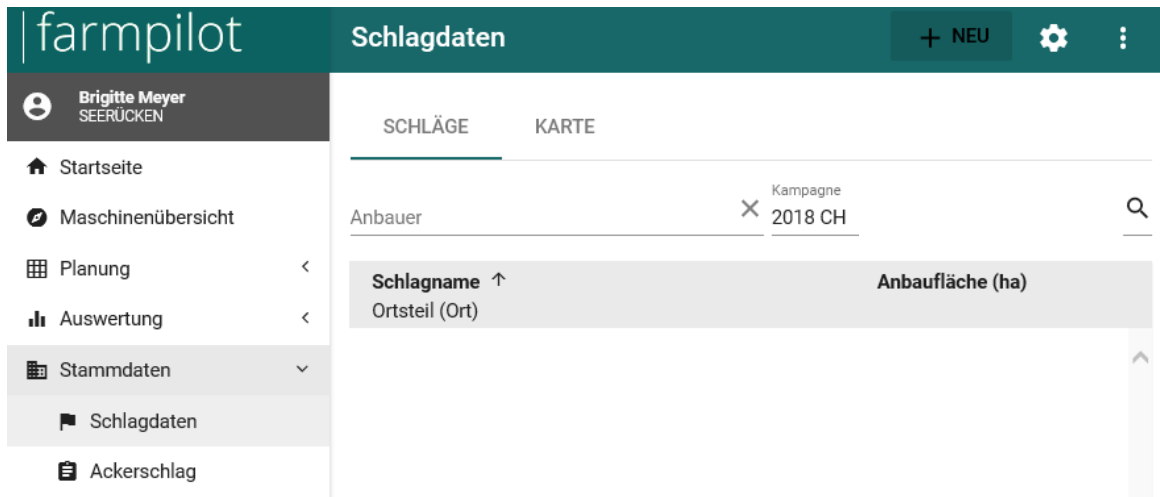 farmpilot
Schlagdaten
NEU
Brigitte Meyer
SEERÜCKEN
SCHLÄGE
KARTE
Startseite
Maschinenübersicht
Anbauer
Kampagne
2018 CH
Planung
Schlagname
Anbaufläche (ha)
Ortsteil (Ort)
Auswertung
Stammdaten
Schlagdaten
Ackerschlag